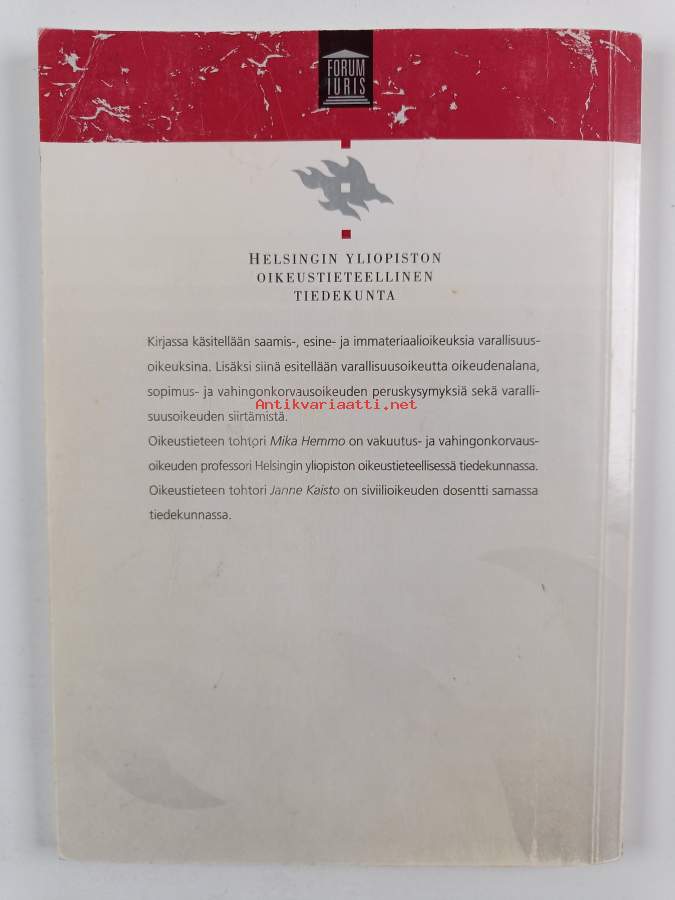 FORUM
IURIS
HELSINGIN YLIOPISTON
OIKEUSTIETEELLINEN
TIEDEKUNTA
Kirjassa käsitellään saamis-, esine- ja immateriaalioikeuksia varallisuus-
oikeuksina. Lisäksi siinä esitellään varallisuusoikeutta oikeudenalana,
sopimus- ja vahingonkorvausoikeuden peruskysymyksiä sekä varalli-
Antikvariaatti.net
suusoikeuden siirtämistä.
Oikeustieteen tohtori Mika Hemmo on vakuutus- ja vahingonkorvaus-
oikeuden professori Helsingin yliopiston oikeustieteellisessä tiedekunnassa.
Oikeustieteen tohtori Janne Kaisto on siviilioikeuden dosentti samassa
tiedekunnassa.